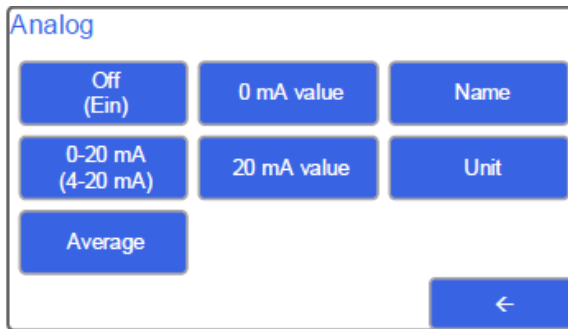 Analog
Off
(Ein)
0 mA value
Name
0-20 mA
(4-20 mA)
20 mA value
Unit
Average
←